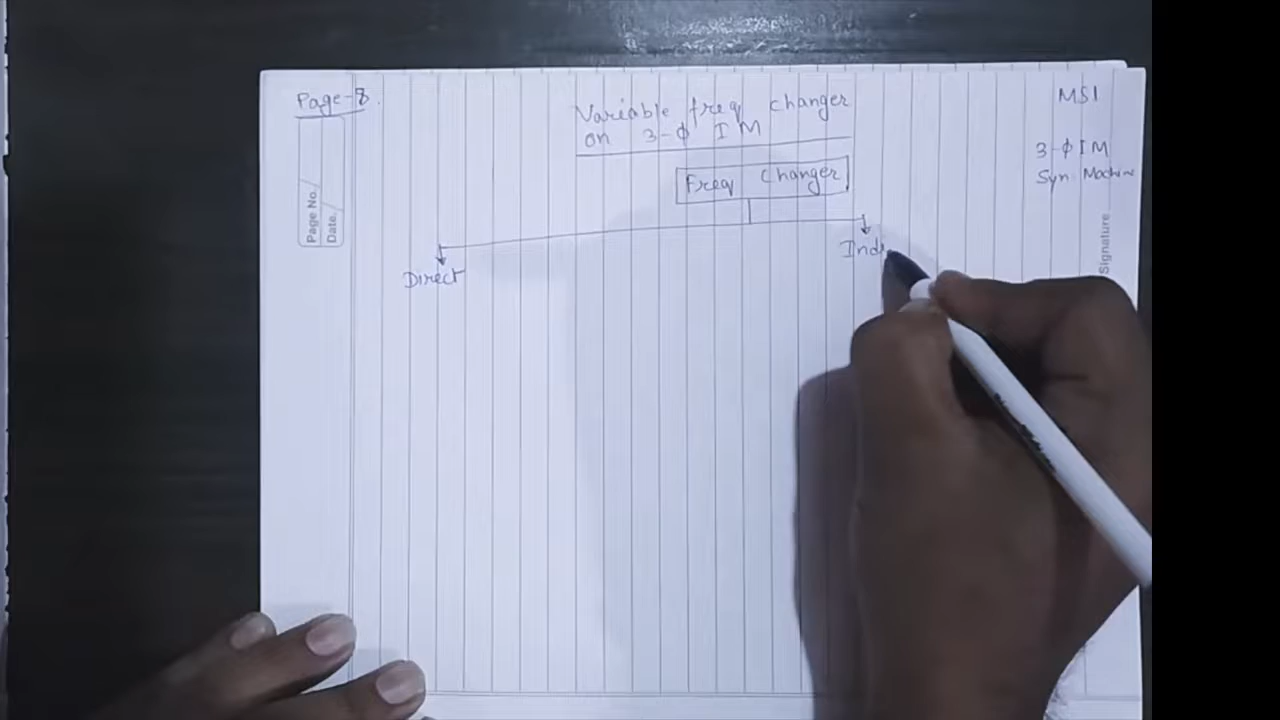 Page-8.
Variable freq changer
on 3-ϕ IM
MSI
3-ϕ IM
Syn Machine
Freq Changer
Direct
Indi
Page No.
Date.
Signature